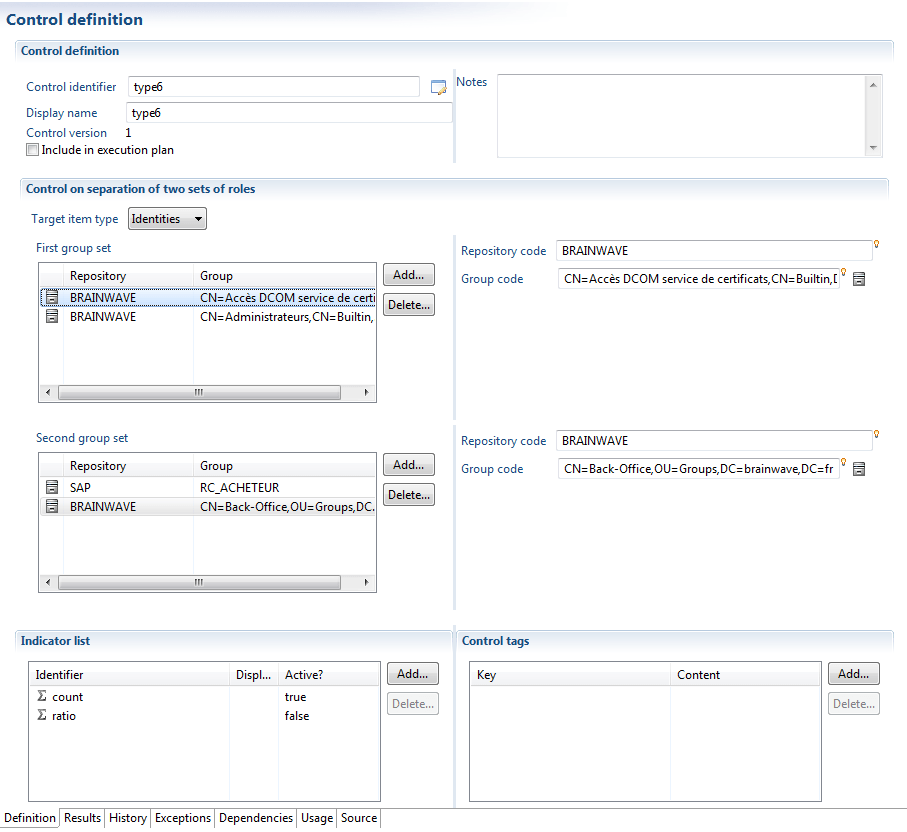 Control definition
Control definition
Control identifier type6
Display name type6
Control version 1
Include in execution plan
Notes
Control on separation of two sets of roles
Target item type Identities
First group set
Repository Group
BRAINWAVE CN=Accès DCOM service de certi
BRAINWAVE CN=Administrateurs,CN=Builtin,
Add...
Delete...
Repository code BRAINWAVE
Group code CN=Accès DCOM service de certificats,CN=Builtin,D
Second group set
Repository Group
SAP RC_ACHETEUR
BRAINWAVE CN=Back-Office,OU=Groups,DC.
Add...
Delete...
Repository code BRAINWAVE
Group code CN=Back-Office,OU=Groups,DC=brainwave,DC=fr
Indicator list
Identifier Displ... Active?
Σ count true
Σ ratio false
Add...
Delete...
Control tags
Key Content
Add...
Delete...
Definition Results History Exceptions Dependencies Usage Source